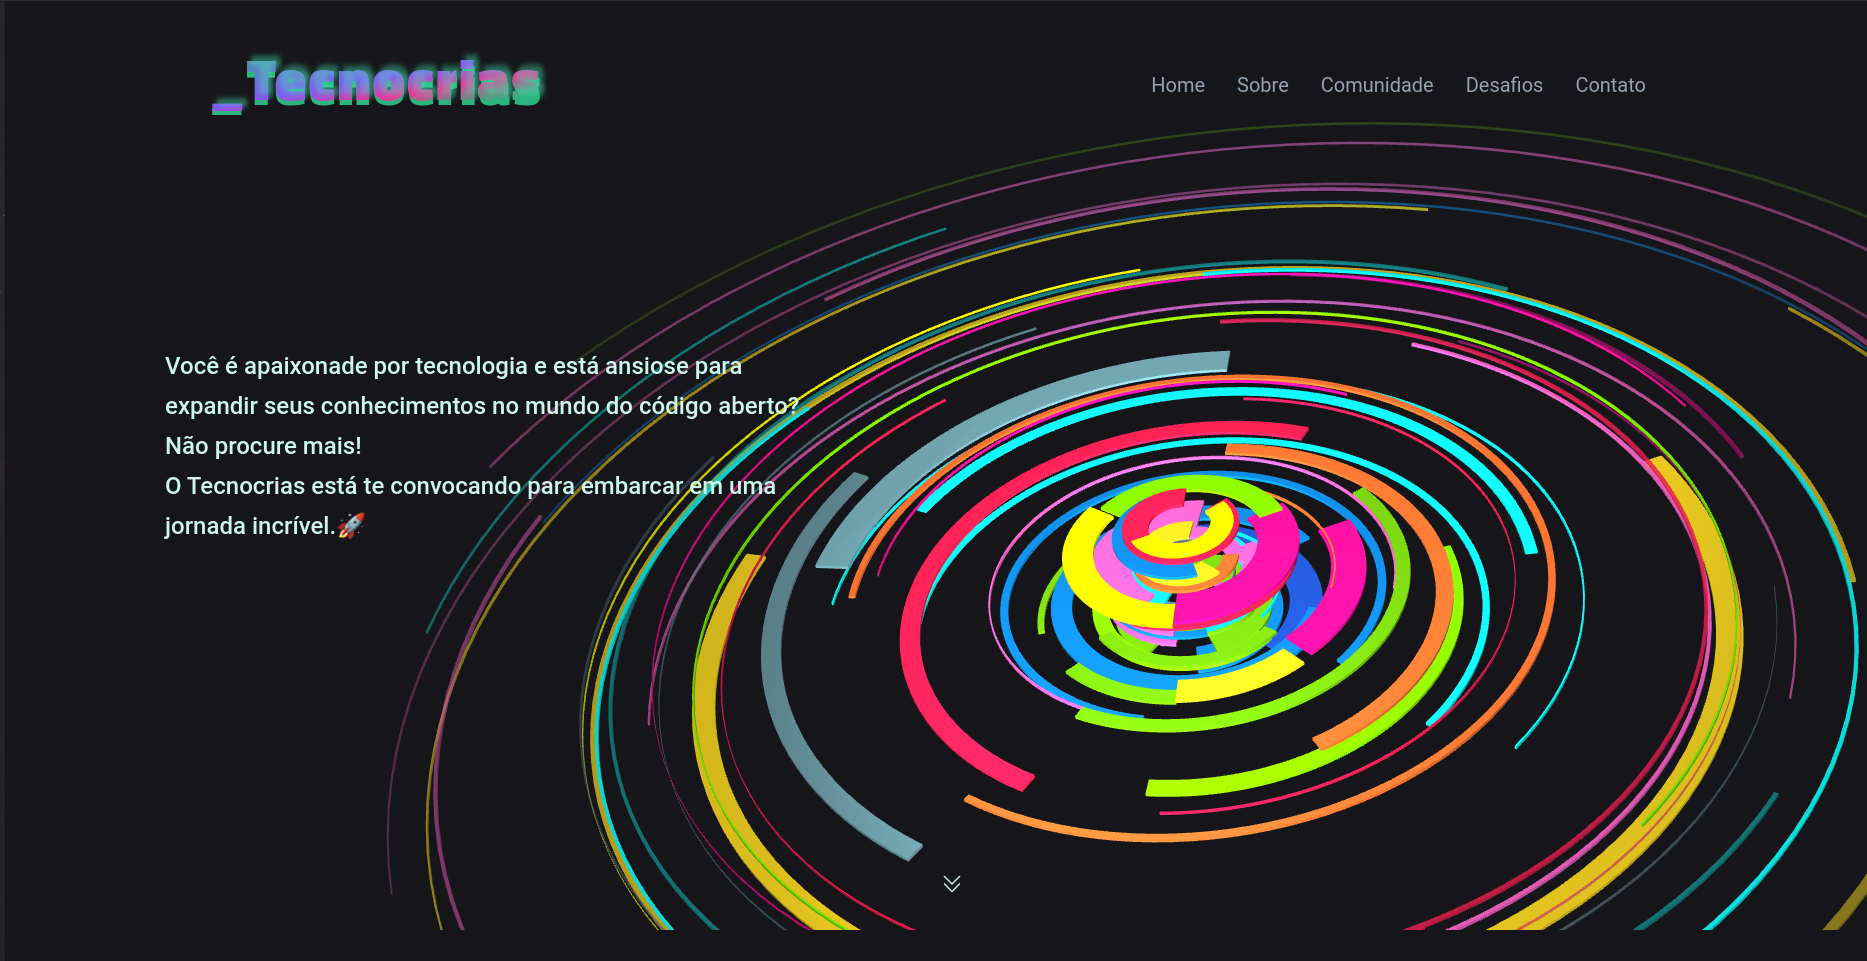 _Tecnocrias
Home Sobre Comunidade Desafios Contato
Você é apaixonade por tecnologia e está ansiose para
expandir seus conhecimentos no mundo do código aberto?
Não procure mais!
O Tecnocrias está te convocando para embarcar em uma
jornada incrível.🚀